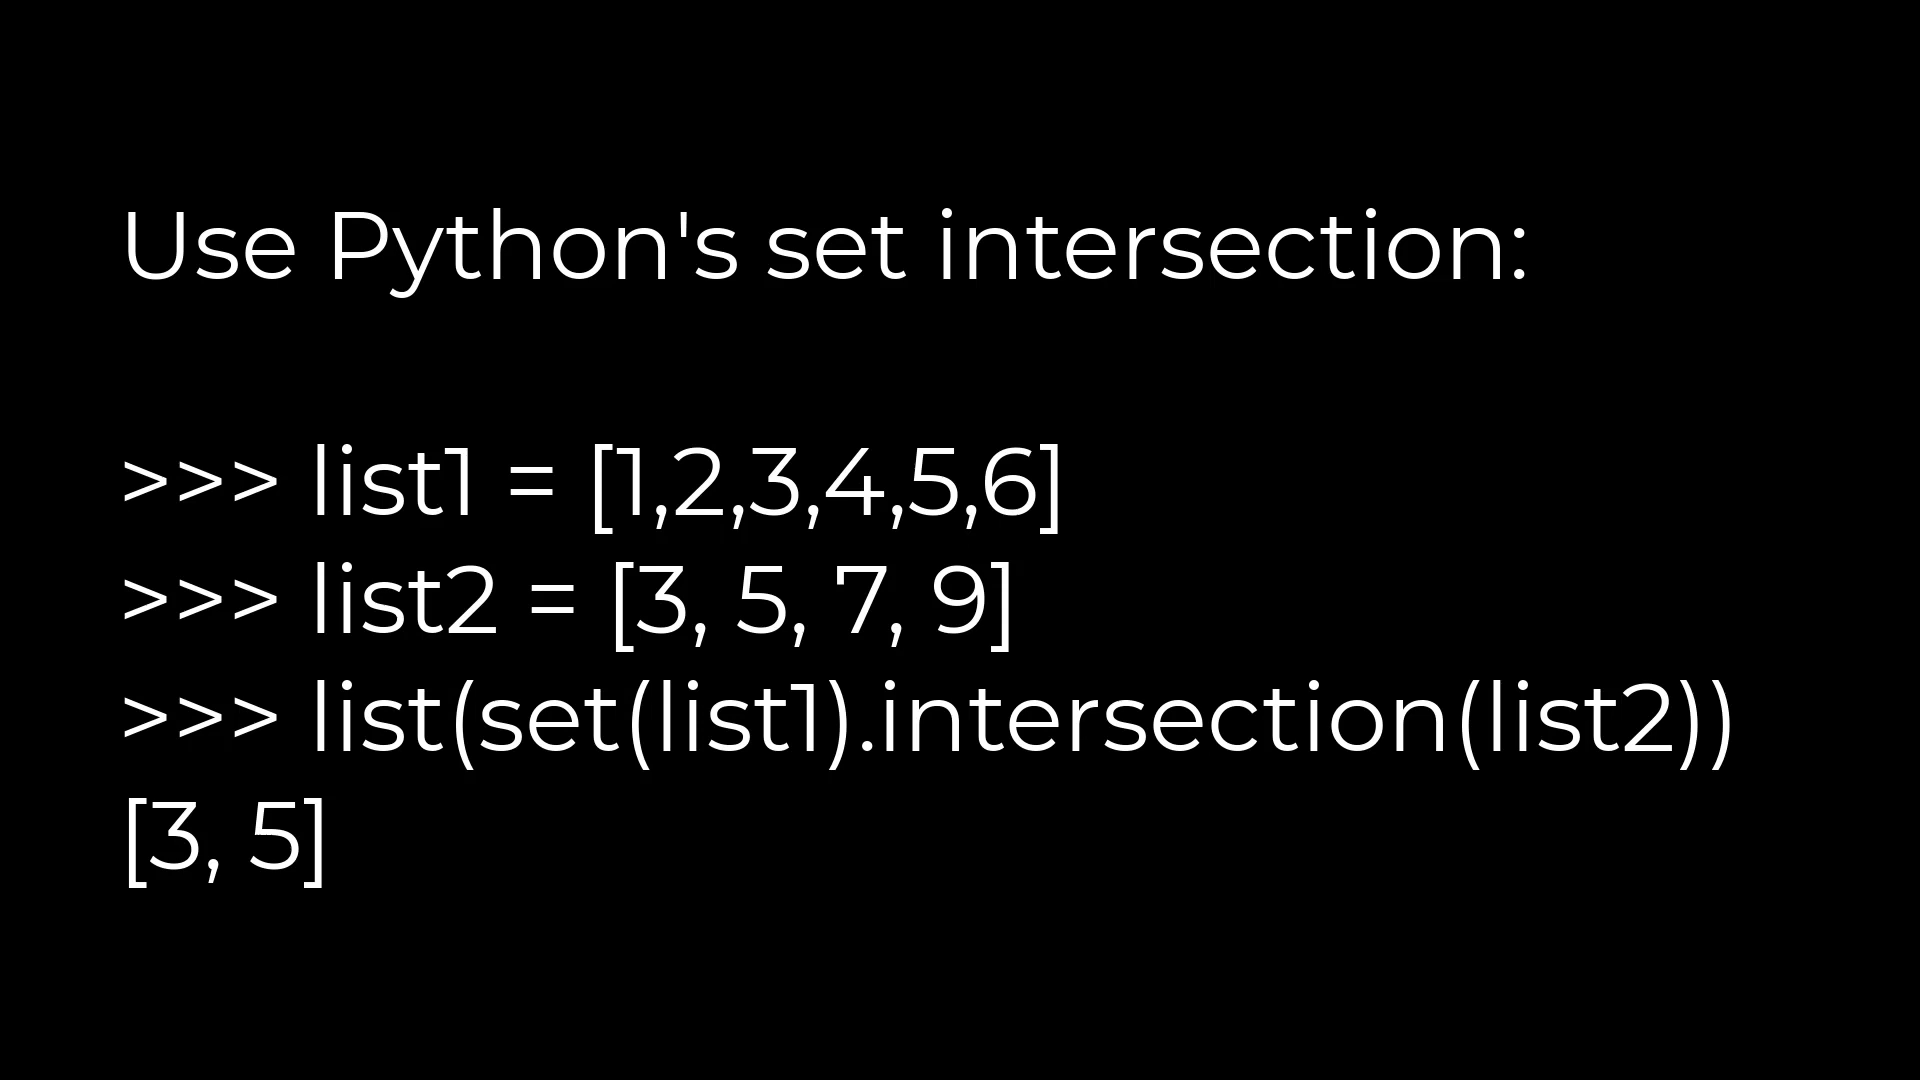 Use Python's set intersection:
>>> list1 = [1,2,3,4,5,6]
>>> list2 = [3, 5, 7, 9]
>>> list(set(list1).intersection(list2))
[3, 5]